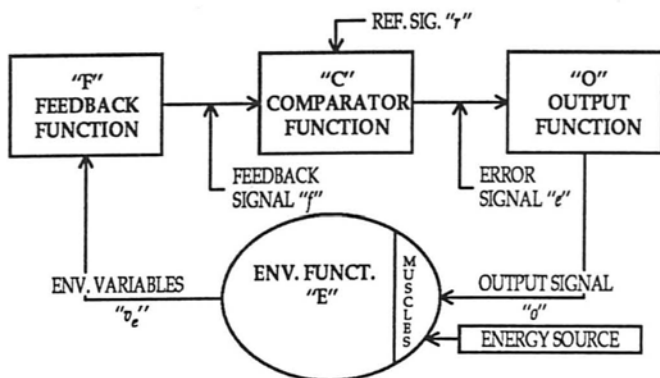 REF. SIG. "r"
"F"
FEEDBACK
FUNCTION
"C"
COMPARATOR
FUNCTION
"O"
OUTPUT
FUNCTION
FEEDBACK
SIGNAL "f"
ERROR
SIGNAL "e"
ENV. VARIABLES
"vₑ"
ENV. FUNCT.
"E"
MUSCLES
OUTPUT SIGNAL
"o"
ENERGY SOURCE